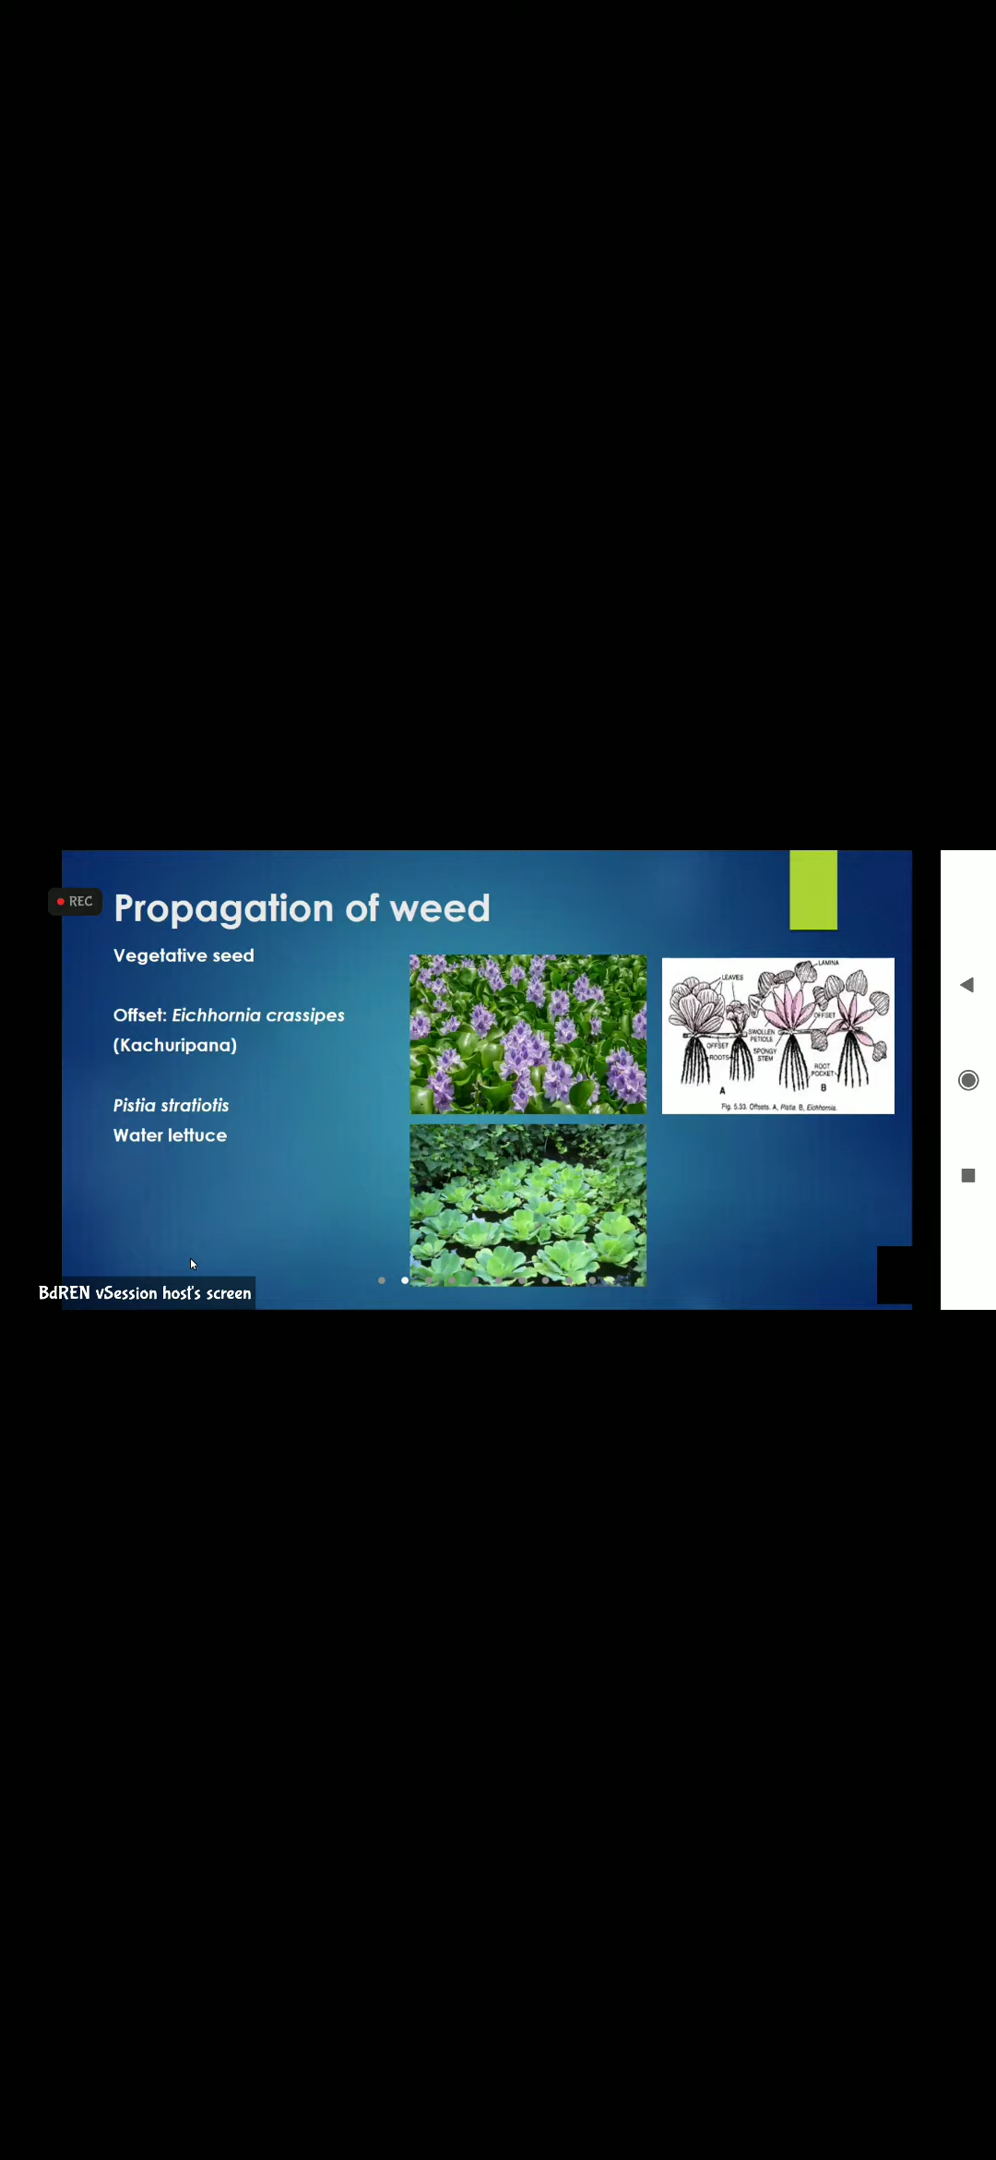 REC
Propagation of weed
Vegetative seed
Offset: Eichhornia crassipes
(Kachuripana)
Pistia stratiotis
Water lettuce
LEAVES
LAMINA
OFFSET
SWOLLEN
PETIOLE
OFFSET
SPONGY
STEM
ROOTS
ROOT
POCKET
A
B
Fig. 5.33. Offsets. A, Pistia. B, Eichhornia.
BdREN vSession host's screen